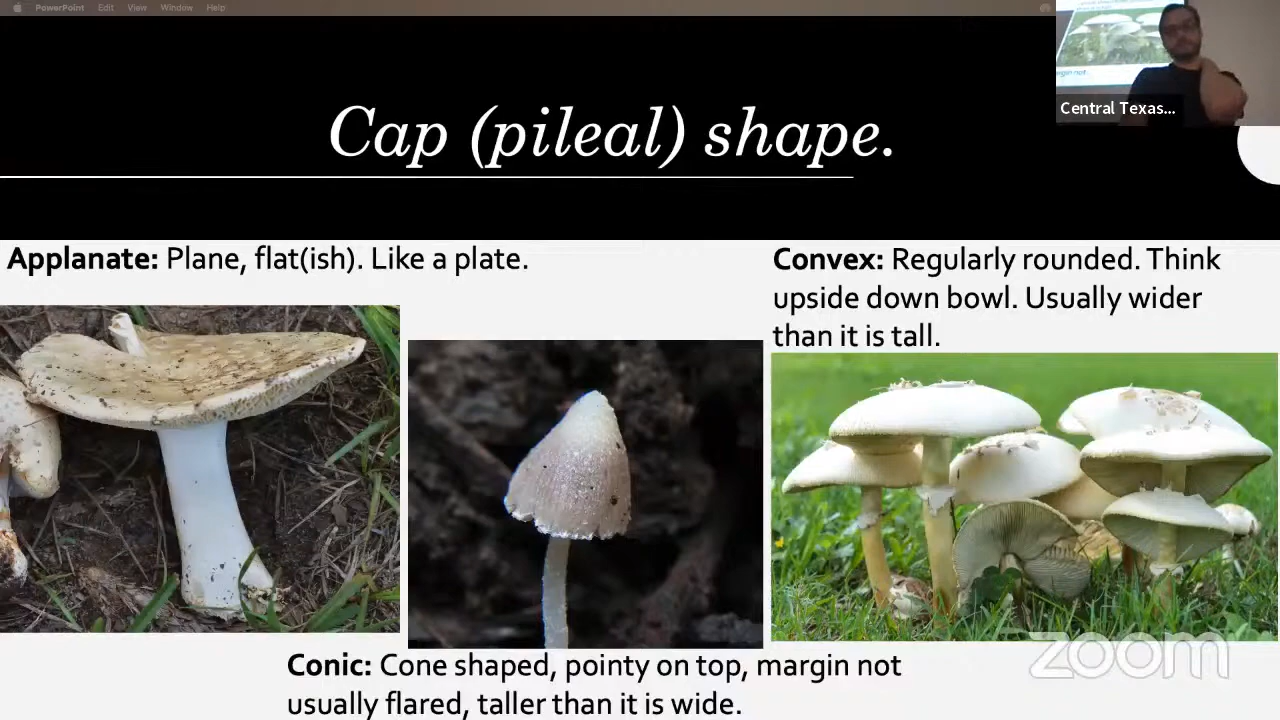 PowerPoint Edit View Window Help
Central Texas...
Cap (pileal) shape.
Applanate: Plane, flat(ish). Like a plate.
Convex: Regularly rounded. Think
upside down bowl. Usually wider
than it is tall.
Conic: Cone shaped, pointy on top, margin not
usually flared, taller than it is wide.
zoom